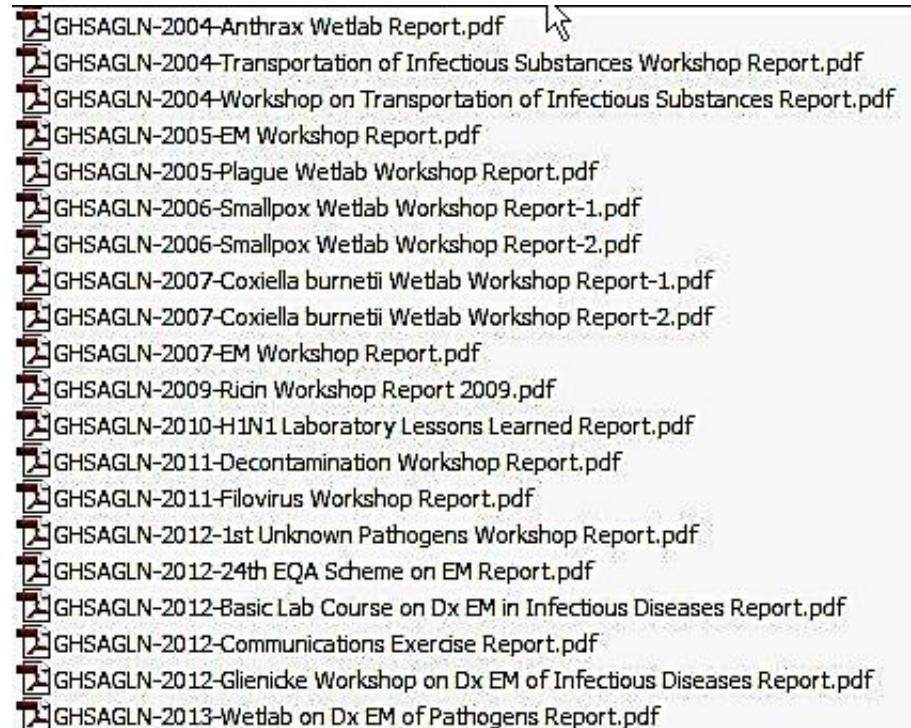 GHSAGLN-2004-Anthrax Wetlab Report.pdf
GHSAGLN-2004-Transportation of Infectious Substances Workshop Report.pdf
GHSAGLN-2004-Workshop on Transportation of Infectious Substances Report.pdf
GHSAGLN-2005-EM Workshop Report.pdf
GHSAGLN-2005-Plague Wetlab Workshop Report.pdf
GHSAGLN-2006-Smallpox Wetlab Workshop Report-1.pdf
GHSAGLN-2006-Smallpox Wetlab Workshop Report-2.pdf
GHSAGLN-2007-Coxiella burnetii Wetlab Workshop Report-1.pdf
GHSAGLN-2007-Coxiella burnetii Wetlab Workshop Report-2.pdf
GHSAGLN-2007-EM Workshop Report.pdf
GHSAGLN-2009-Ricin Workshop Report 2009.pdf
GHSAGLN-2010-H1N1 Laboratory Lessons Learned Report.pdf
GHSAGLN-2011-Decontamination Workshop Report.pdf
GHSAGLN-2011-Filovirus Workshop Report.pdf
GHSAGLN-2012-1st Unknown Pathogens Workshop Report.pdf
GHSAGLN-2012-24th EQA Scheme on EM Report.pdf
GHSAGLN-2012-Basic Lab Course on Dx EM in Infectious Diseases Report.pdf
GHSAGLN-2012-Communications Exercise Report.pdf
GHSAGLN-2012-Glienicke Workshop on Dx EM of Infectious Diseases Report.pdf
GHSAGLN-2013-Wetlab on Dx EM of Pathogens Report.pdf